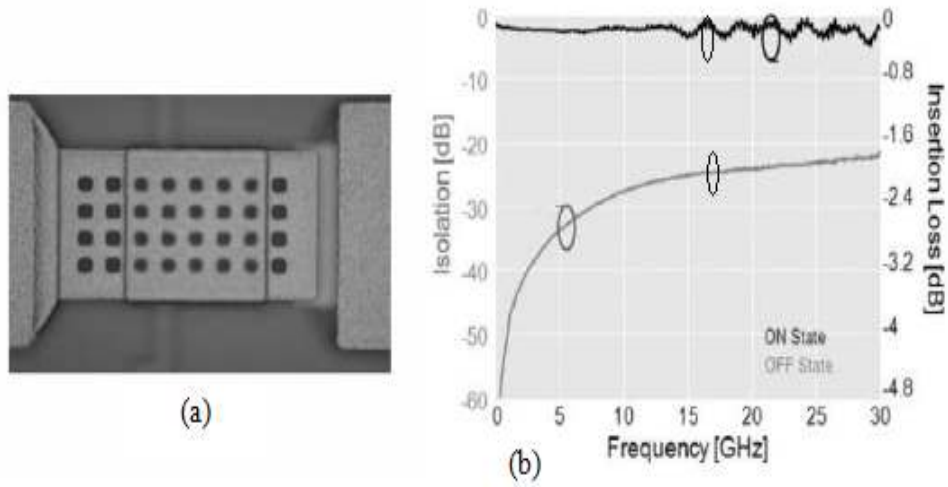 (a)
0
-10
-20
-30
-40
-50
-60
Isolation [dB]
0
-0.8
-1.6
-2.4
-3.2
-4
-4.8
Insertion Loss [dB]
ON State
OFF State
0 5 10 15 20 25 30
Frequency [GHz]
(b)